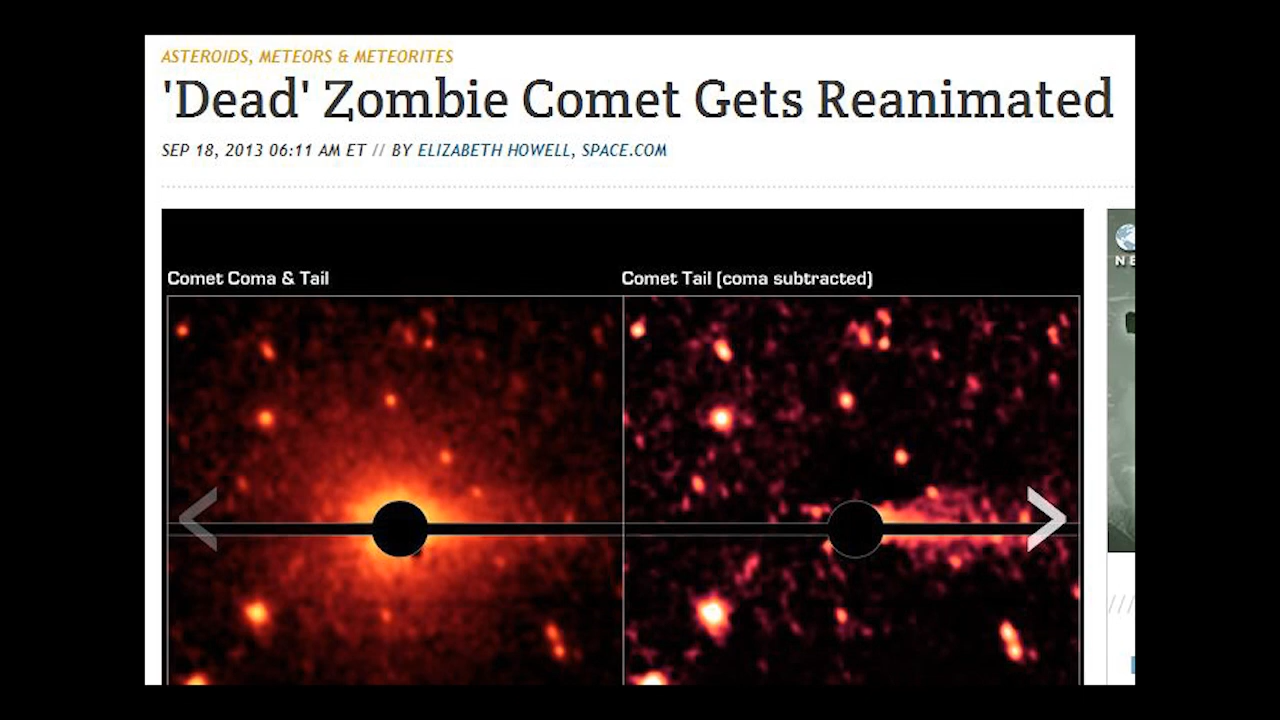 ASTEROIDS, METEORS & METEORITES
'Dead' Zombie Comet Gets Reanimated
SEP 18, 2013 06:11 AM ET // BY ELIZABETH HOWELL, SPACE.COM
Comet Coma & Tail
Comet Tail (coma subtracted)
N E
///